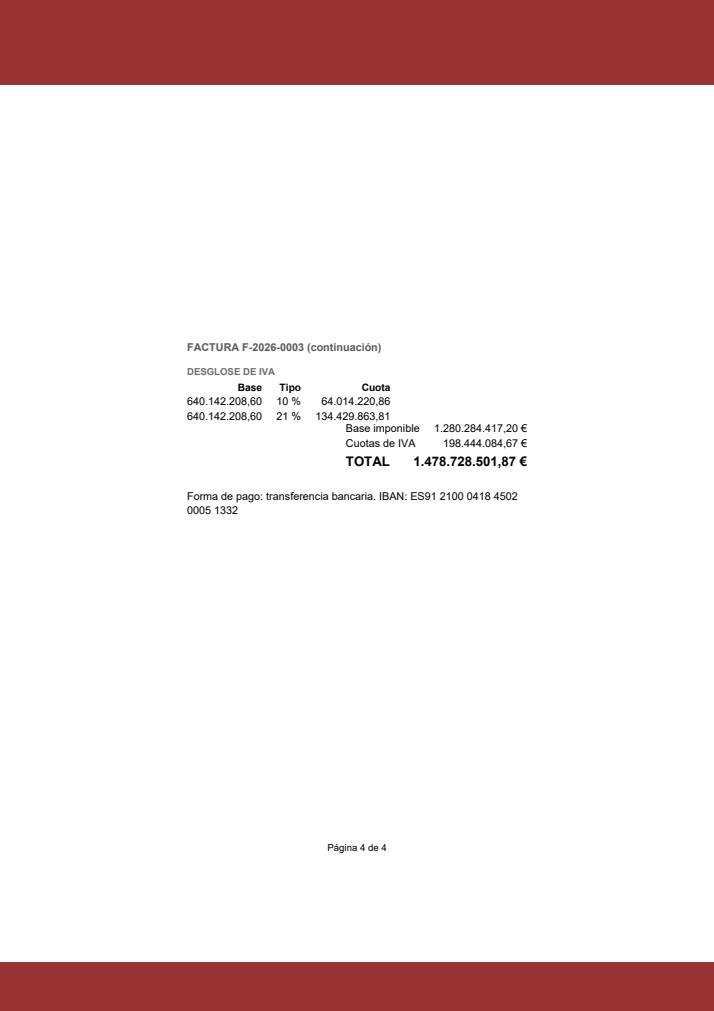 FACTURA F-2026-0003 (continuación)
DESGLOSE DE IVA
Base Tipo Cuota
640.142.208,60 10 % 64.014.220,86
640.142.208,60 21 % 134.429.863,81
Base imponible 1.280.284.417,20 €
Cuotas de IVA 198.444.084,67 €
TOTAL 1.478.728.501,87 €
Forma de pago: transferencia bancaria. IBAN: ES91 2100 0418 4502
0005 1332
Página 4 de 4